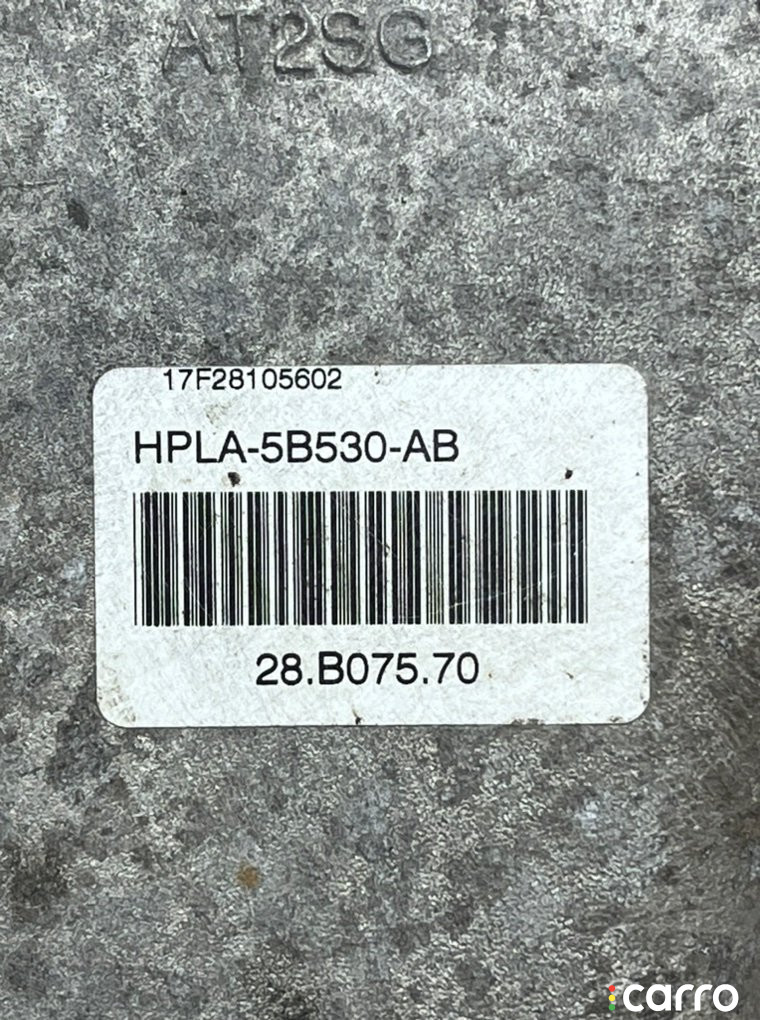 AT2SG
17F28105602
HPLA-5B530-AB
28.B075.70
carro